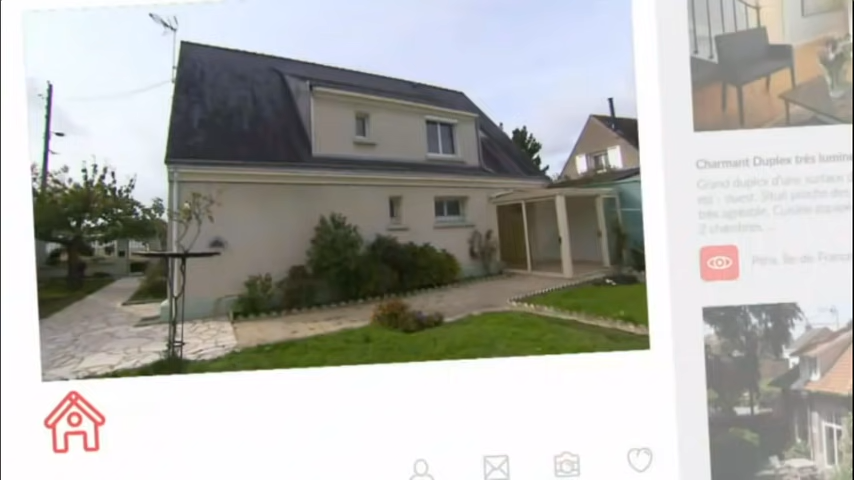 Charmant Duplex très lumine
Grand duplex d'une surface
est - ouest. Situé proche des
très agréable. Cuisine équipé
2 chambres...
Paris, Île de France